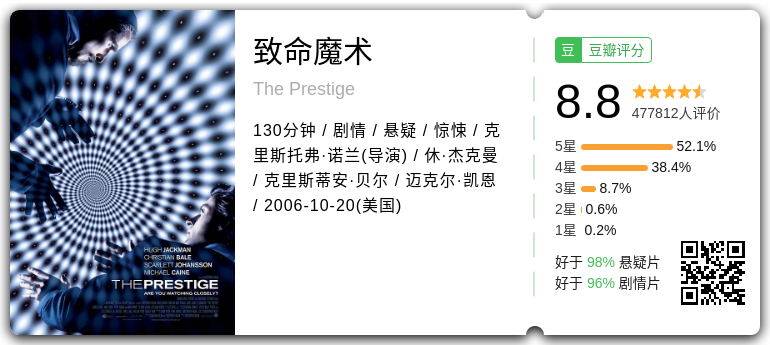 HUGH JACKMAN
CHRISTIAN BALE
SCARLETT JOHANSSON
MICHAEL CAINE
THE PRESTIGE
ARE YOU WATCHING CLOSELY?
致命魔术
The Prestige
130分钟 / 剧情 / 悬疑 / 惊悚 / 克
里斯托弗·诺兰(导演) / 休·杰克曼
/ 克里斯蒂安·贝尔 / 迈克尔·凯恩
/ 2006-10-20(美国)
豆 豆瓣评分
8.8
477812人评价
5星 52.1%
4星 38.4%
3星 8.7%
2星 0.6%
1星 0.2%
好于 98% 悬疑片
好于 96% 剧情片